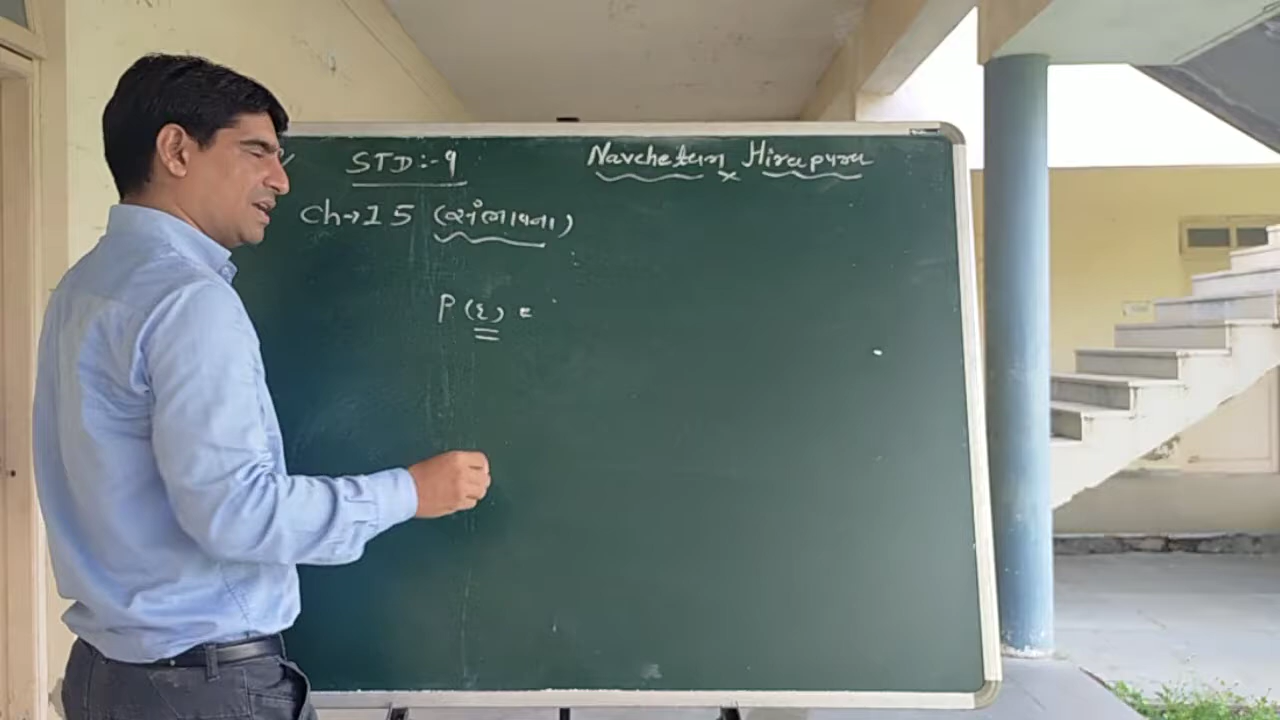 STD:- 9
Navchetan Hirapura
Ch→15 (સંભાવના)
P(E) =